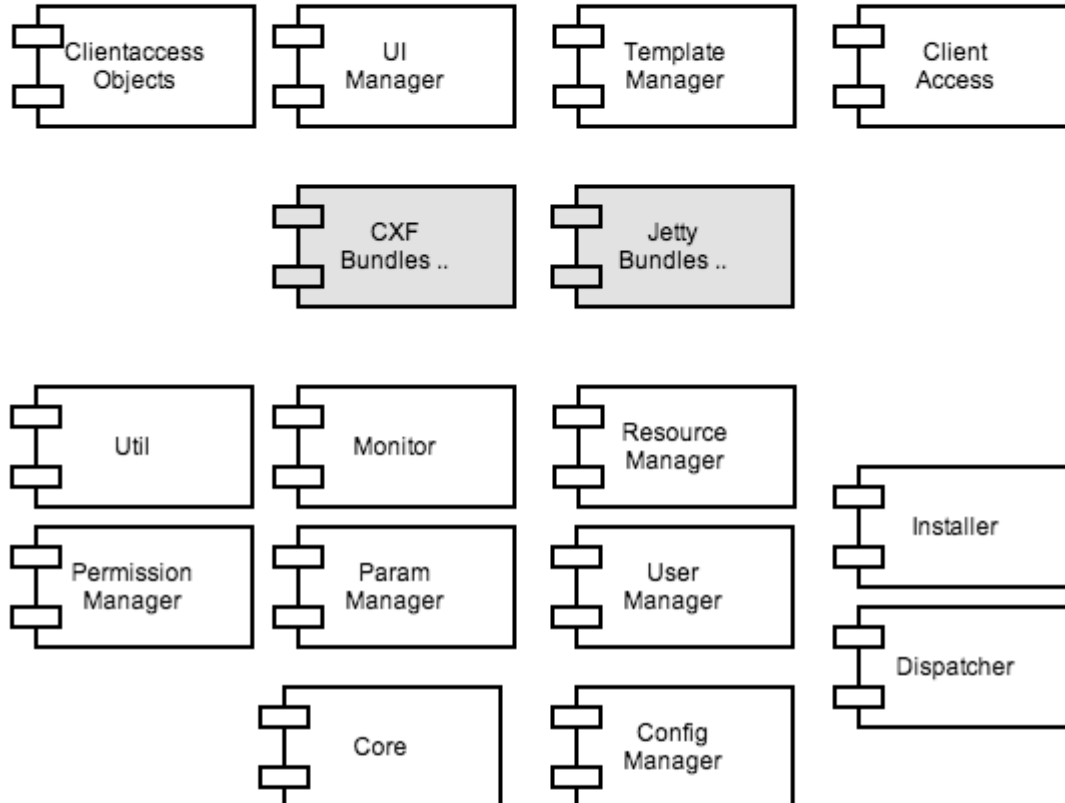 Clientaccess
Objects
UI
Manager
Template
Manager
Client
Access
CXF
Bundles ..
Jetty
Bundles ..
Util
Monitor
Resource
Manager
Installer
Permission
Manager
Param
Manager
User
Manager
Dispatcher
Core
Config
Manager